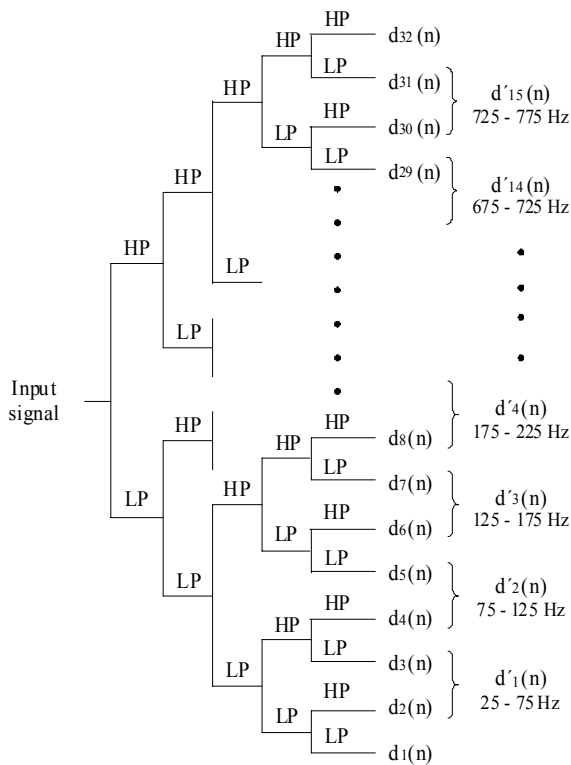 HP
HP
d32(n)
LP
HP
d31(n)
d´15(n)
725 - 775 Hz
HP
LP
d30(n)
LP
d29(n)
d´14(n)
675 – 725 Hz
HP
HP
LP
LP
Input
signal
HP
LP
HP
HP
HP
d8(n)
d´4(n)
175 - 225 Hz
LP
d7(n)
d´3(n)
125 - 175 Hz
LP
HP
d6(n)
LP
LP
d5(n)
d´2(n)
75 - 125 Hz
LP
HP
HP
d4(n)
LP
d3(n)
d´1(n)
25 - 75 Hz
LP
HP
d2(n)
LP
d1(n)